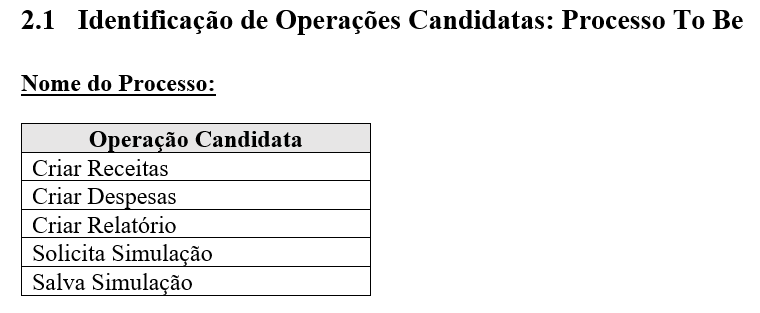 2.1 Identificação de Operações Candidatas: Processo To Be
Nome do Processo:
Operação Candidata
Criar Receitas
Criar Despesas
Criar Relatório
Solicita Simulação
Salva Simulação